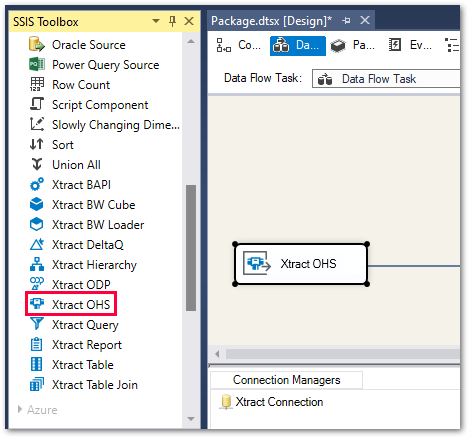 SSIS Toolbox
Oracle Source
Power Query Source
Row Count
Script Component
Slowly Changing Dime...
Sort
Union All
Xtract BAPI
Xtract BW Cube
Xtract BW Loader
Xtract DeltaQ
Xtract Hierarchy
Xtract ODP
Xtract OHS
Xtract Query
Xtract Report
Xtract Table
Xtract Table Join
Azure
Package.dtsx [Design]*
Co... Da... Pa... Ev...
Data Flow Task: Data Flow Task
Xtract OHS
Connection Managers
Xtract Connection